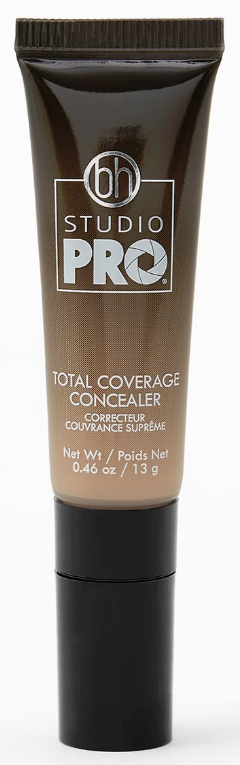 bh
STUDIO
PRO®
TOTAL COVERAGE
CONCEALER
CORRECTEUR
COUVRANCE SUPRÊME
Net Wt / Poids Net
0.46 oz / 13 g